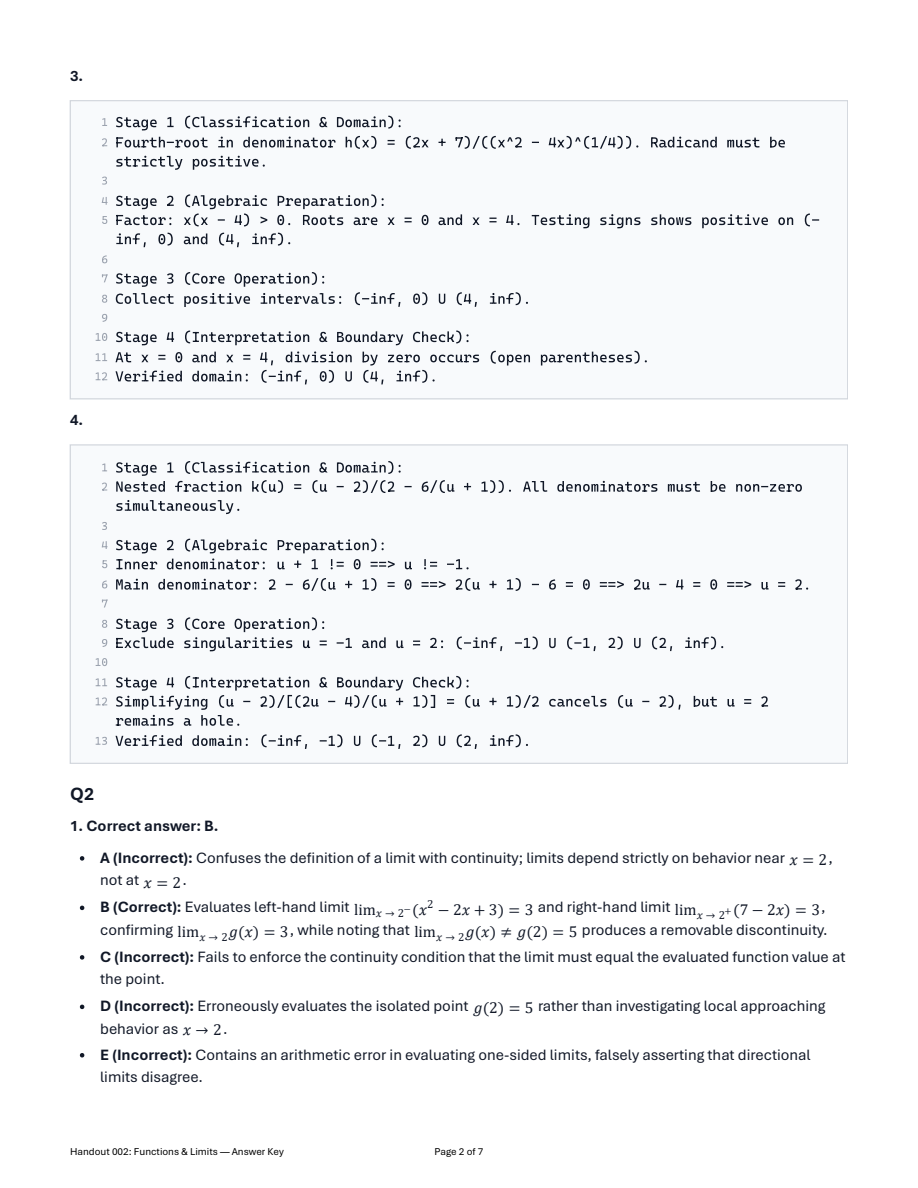 3.
1 Stage 1 (Classification & Domain):
2 Fourth-root in denominator h(x) = (2x + 7)/((x^2 - 4x)^(1/4)). Radicand must be
strictly positive.
3
4 Stage 2 (Algebraic Preparation):
5 Factor: x(x - 4) > 0. Roots are x = 0 and x = 4. Testing signs shows positive on (-
inf, 0) and (4, inf).
6
7 Stage 3 (Core Operation):
8 Collect positive intervals: (-inf, 0) U (4, inf).
9
10 Stage 4 (Interpretation & Boundary Check):
11 At x = 0 and x = 4, division by zero occurs (open parentheses).
12 Verified domain: (-inf, 0) U (4, inf).
4.
1 Stage 1 (Classification & Domain):
2 Nested fraction k(u) = (u - 2)/(2 - 6/(u + 1)). All denominators must be non-zero
simultaneously.
3
4 Stage 2 (Algebraic Preparation):
5 Inner denominator: u + 1 != 0 ==> u != -1.
6 Main denominator: 2 - 6/(u + 1) = 0 ==> 2(u + 1) - 6 = 0 ==> 2u - 4 = 0 ==> u = 2.
7
8 Stage 3 (Core Operation):
9 Exclude singularities u = -1 and u = 2: (-inf, -1) U (-1, 2) U (2, inf).
10
11 Stage 4 (Interpretation & Boundary Check):
12 Simplifying (u - 2)/[(2u - 4)/(u + 1)] = (u + 1)/2 cancels (u - 2), but u = 2
remains a hole.
13 Verified domain: (-inf, -1) U (-1, 2) U (2, inf).
Q2
1. Correct answer: B.
• A (Incorrect): Confuses the definition of a limit with continuity; limits depend strictly on behavior near x = 2,
not at x = 2.
• B (Correct): Evaluates left-hand limit lim x→2⁻ (x² − 2x + 3) = 3 and right-hand limit lim x→2⁺ (7 − 2x) = 3,
confirming lim x→2 g(x) = 3, while noting that lim x→2 g(x) ≠ g(2) = 5 produces a removable discontinuity.
• C (Incorrect): Fails to enforce the continuity condition that the limit must equal the evaluated function value at
the point.
• D (Incorrect): Erroneously evaluates the isolated point g(2) = 5 rather than investigating local approaching
behavior as x → 2.
• E (Incorrect): Contains an arithmetic error in evaluating one-sided limits, falsely asserting that directional
limits disagree.
Handout 002: Functions & Limits — Answer Key Page 2 of 7